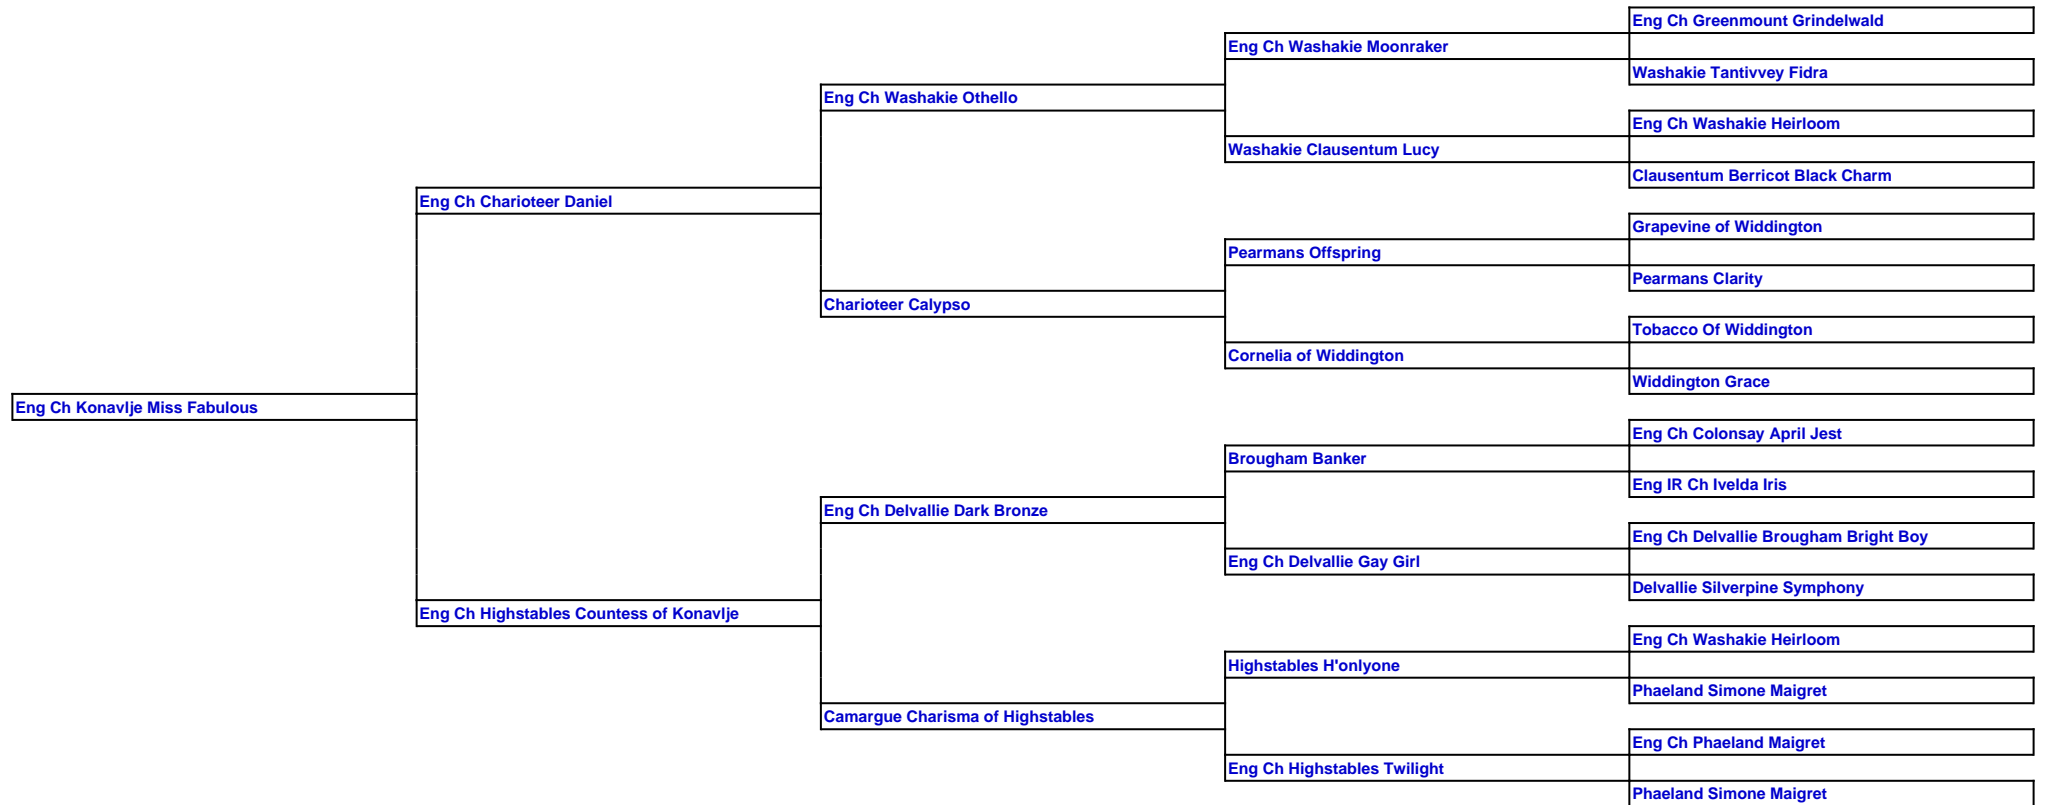 Eng Ch Greenmount Grindelwald
Eng Ch Washakie Moonraker
Washakie Tantivvey Fidra
Eng Ch Washakie Othello
Eng Ch Washakie Heirloom
Washakie Clausentum Lucy
Clausentum Berricot Black Charm
Eng Ch Charioteer Daniel
Grapevine of Widdington
Pearmans Offspring
Pearmans Clarity
Charioteer Calypso
Tobacco Of Widdington
Cornelia of Widdington
Widdington Grace
Eng Ch Konavlje Miss Fabulous
Eng Ch Colonsay April Jest
Brougham Banker
Eng IR Ch Ivelda Iris
Eng Ch Delvallie Dark Bronze
Eng Ch Delvallie Brougham Bright Boy
Eng Ch Delvallie Gay Girl
Delvallie Silverpine Symphony
Eng Ch Highstables Countess of Konavlje
Eng Ch Washakie Heirloom
Highstables H'onlyone
Phaeland Simone Maigret
Camargue Charisma of Highstables
Eng Ch Phaeland Maigret
Eng Ch Highstables Twilight
Phaeland Simone Maigret